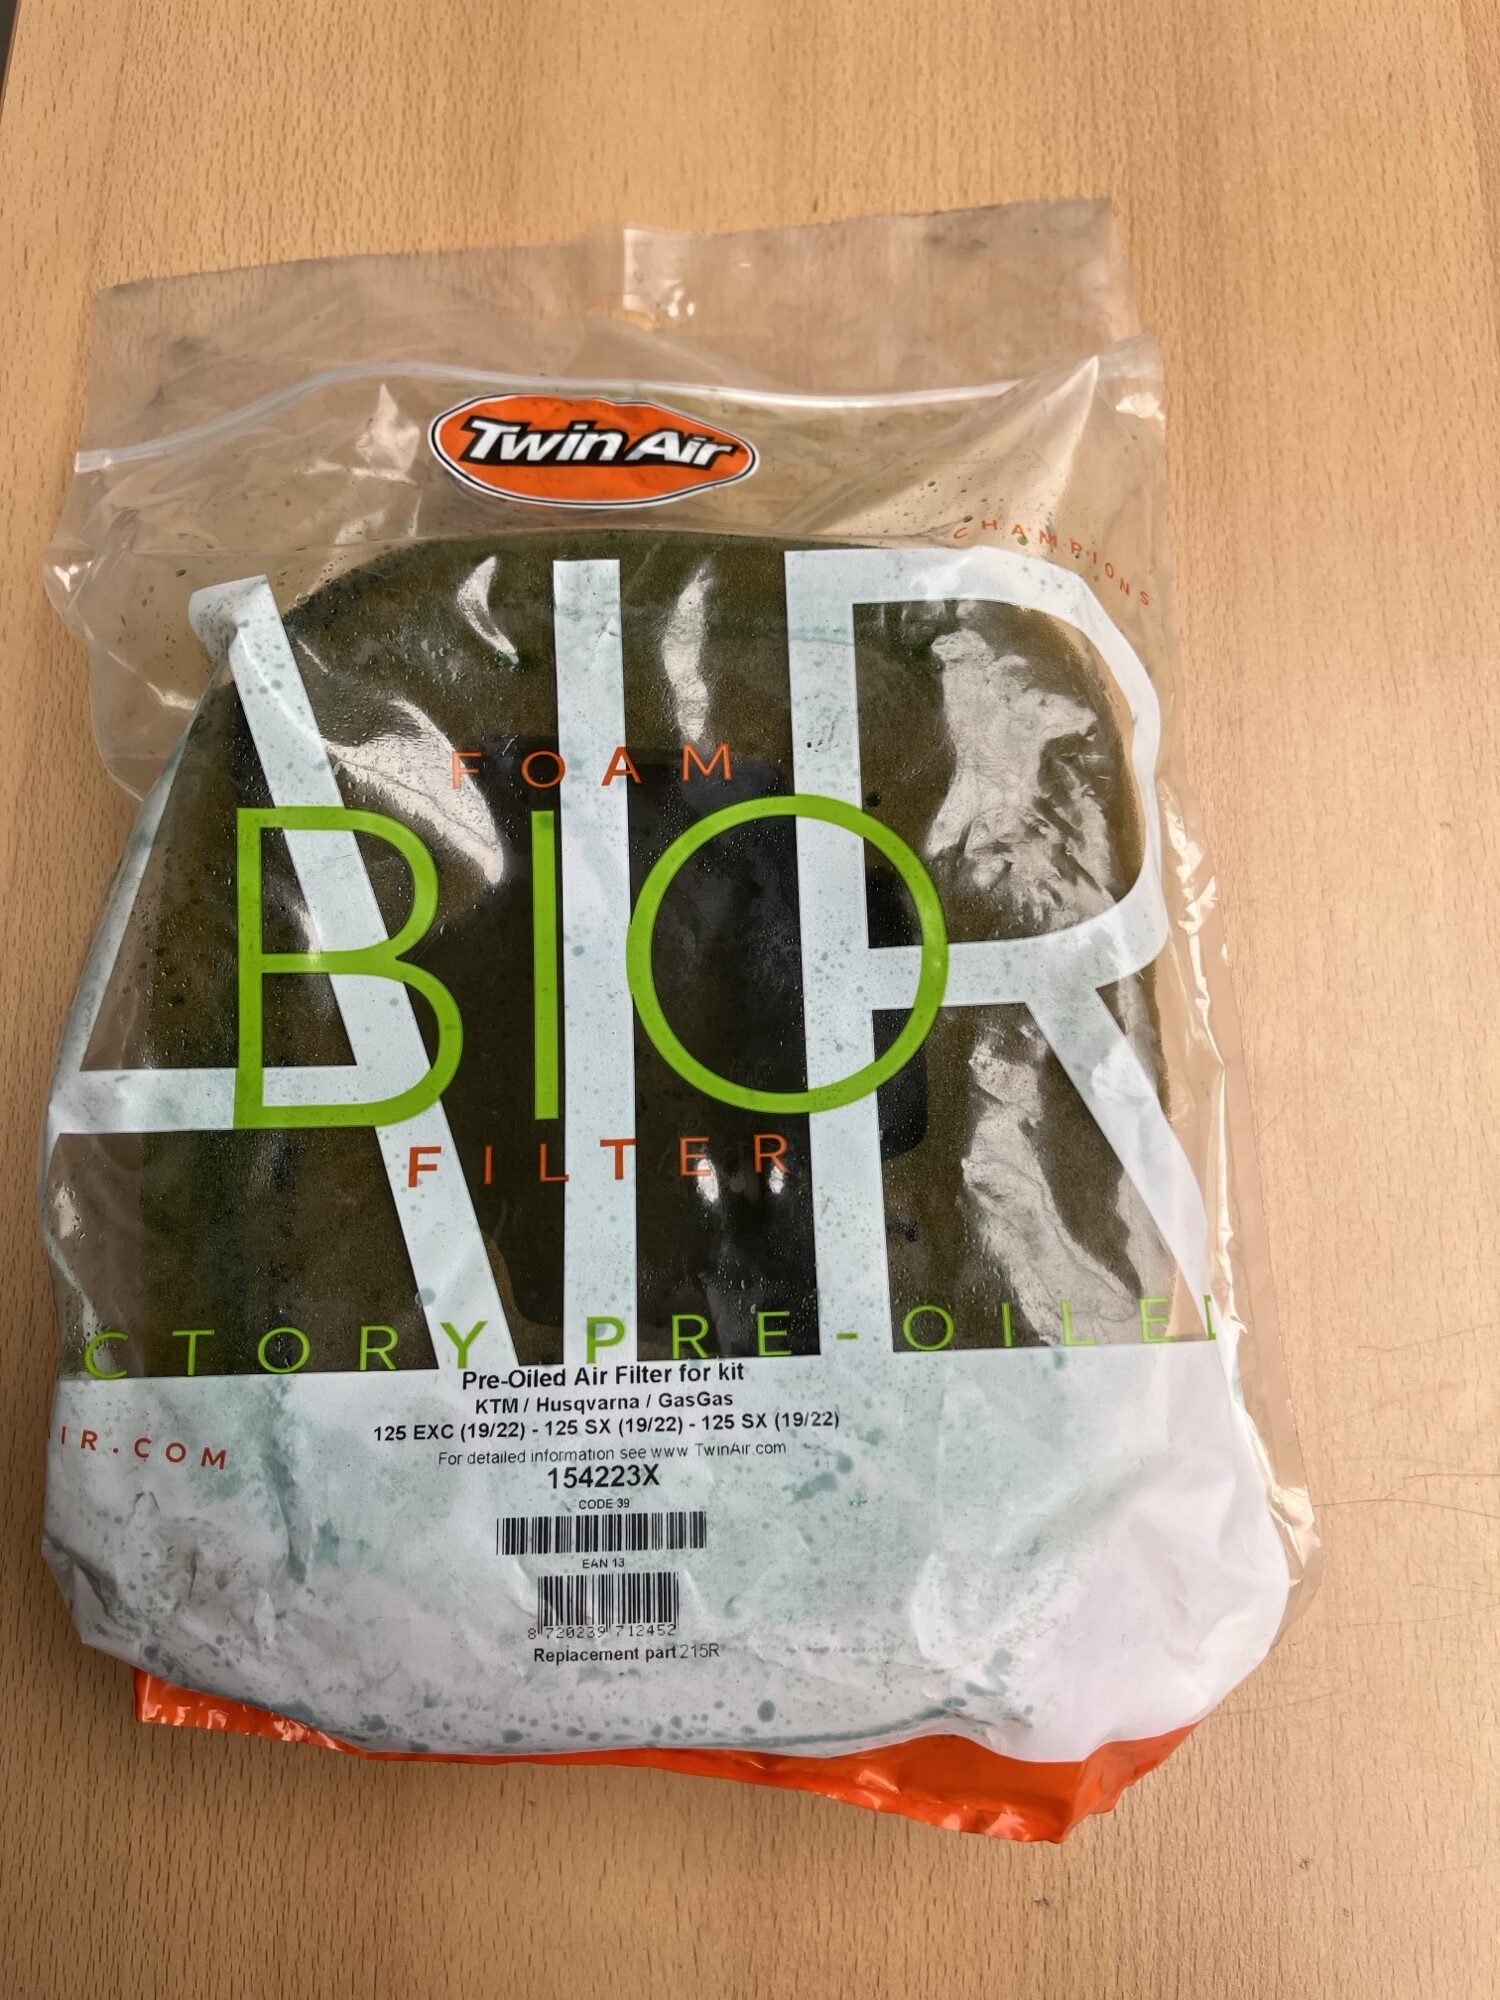 Twin Air
CHAMPIONS
AIR
FOAM
BIO
FILTER
CTORY PRE-OILED
IR.COM
Pre-Oiled Air Filter for kit
KTM / Husqvarna / GasGas
125 EXC (19/22) - 125 SX (19/22) - 125 SX (19/22)
For detailed information see www TwinAir.com
154223X
CODE 39
EAN 13
8 720239 712452
Replacement part 215R